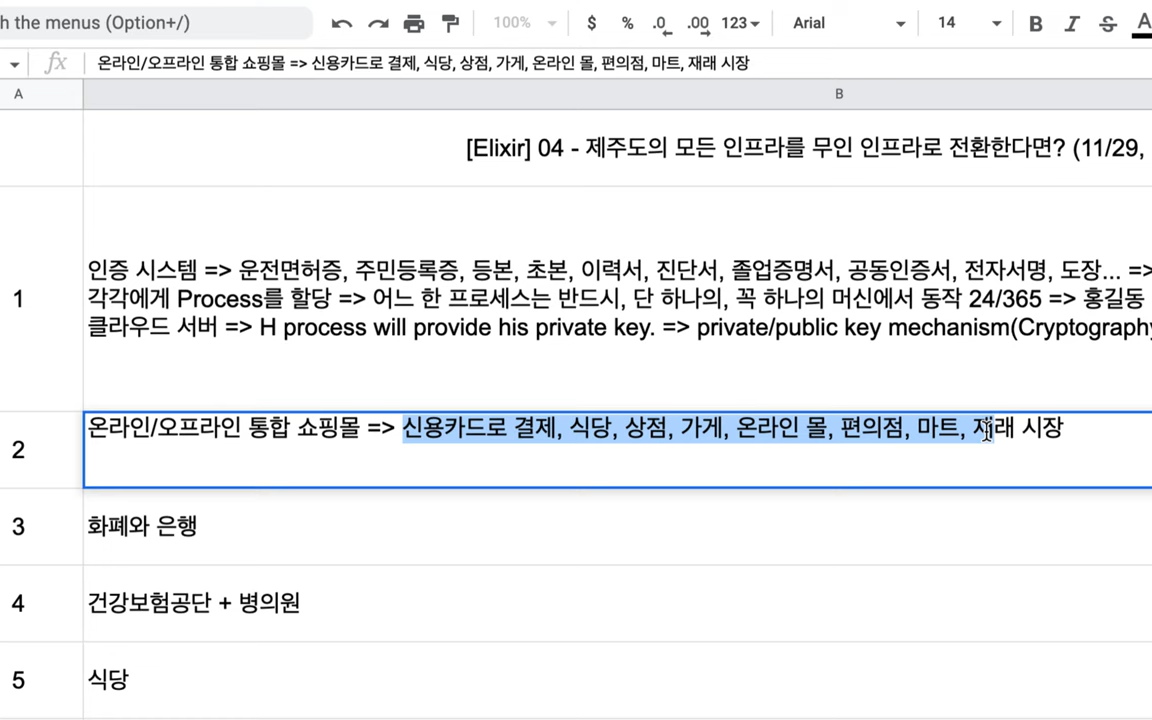 h the menus (Option+/)
100%
$ % .0 .00 123
Arial
14
B I S A
fx
온라인/오프라인 통합 쇼핑몰 => 신용카드로 결제, 식당, 상점, 가게, 온라인 몰, 편의점, 마트, 재래 시장
A
B
[Elixir] 04 - 제주도의 모든 인프라를 무인 인프라로 전환한다면? (11/29,
1
인증 시스템 => 운전면허증, 주민등록증, 등본, 초본, 이력서, 진단서, 졸업증명서, 공동인증서, 전자서명, 도장... =>
각각에게 Process를 할당 => 어느 한 프로세스는 반드시, 단 하나의, 꼭 하나의 머신에서 동작 24/365 => 홍길동
클라우드 서버 => H process will provide his private key. => private/public key mechanism(Cryptography
2
온라인/오프라인 통합 쇼핑몰 => 신용카드로 결제, 식당, 상점, 가게, 온라인 몰, 편의점, 마트, 재래 시장
3
화폐와 은행
4
건강보험공단 + 병의원
5
식당